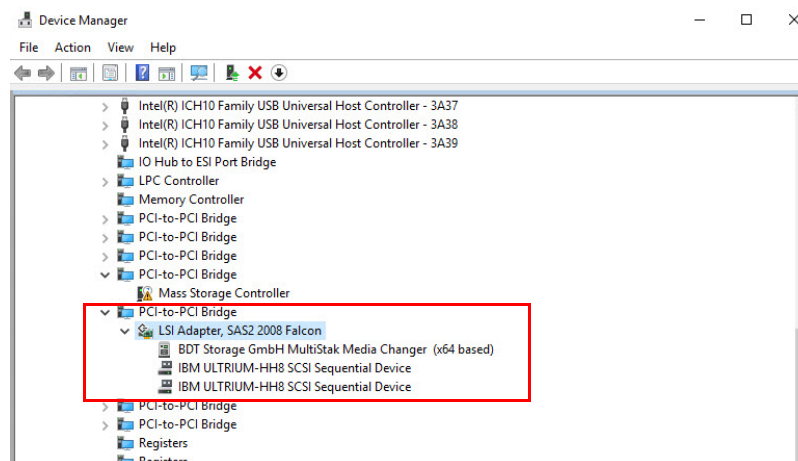 Device Manager
File Action View Help
Intel(R) ICH10 Family USB Universal Host Controller - 3A37
Intel(R) ICH10 Family USB Universal Host Controller - 3A38
Intel(R) ICH10 Family USB Universal Host Controller - 3A39
IO Hub to ESI Port Bridge
LPC Controller
Memory Controller
PCI-to-PCI Bridge
PCI-to-PCI Bridge
PCI-to-PCI Bridge
PCI-to-PCI Bridge
Mass Storage Controller
PCI-to-PCI Bridge
LSI Adapter, SAS2 2008 Falcon
BDT Storage GmbH MultiStak Media Changer (x64 based)
IBM ULTRIUM-HH8 SCSI Sequential Device
IBM ULTRIUM-HH8 SCSI Sequential Device
PCI-to-PCI Bridge
PCI-to-PCI Bridge
Registers
Registers